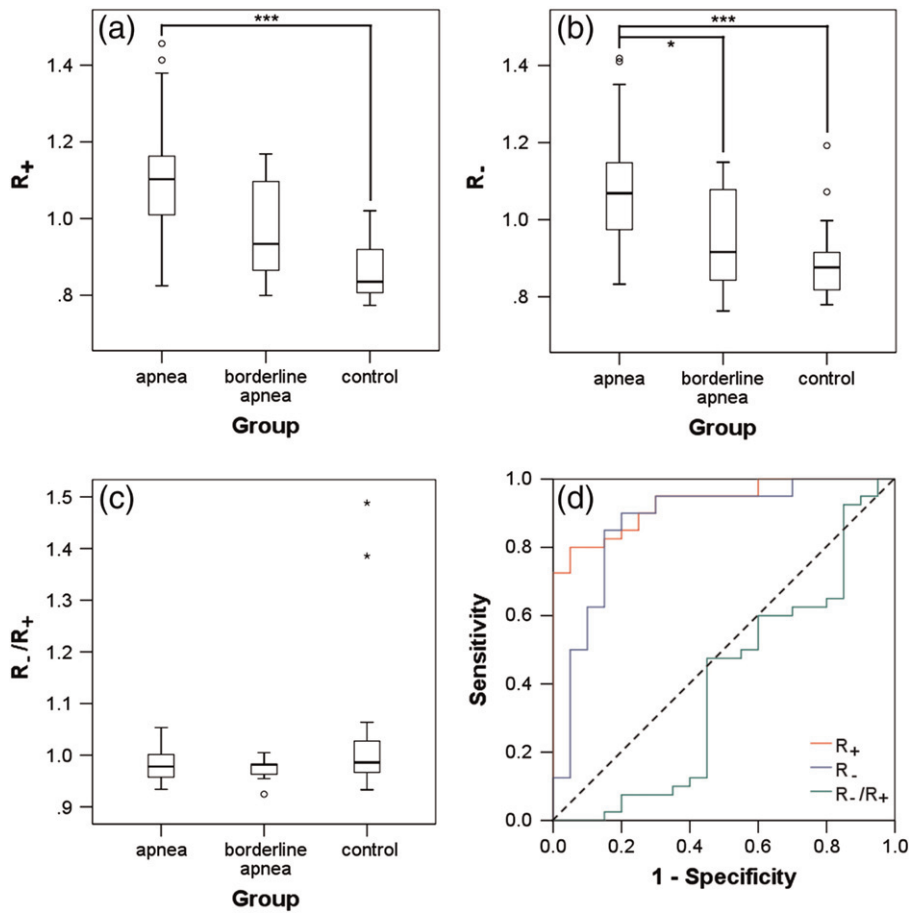 (a)
***
1.4
1.2
1.0
.8
R+
apnea borderline apnea control
Group
(b)
***
*
1.4
1.2
1.0
.8
R-
apnea borderline apnea control
Group
(c)
*
*
1.5
1.4
1.3
1.2
1.1
1.0
.9
R-/R+
apnea borderline apnea control
Group
(d)
1.0
0.8
0.6
0.4
0.2
0.0
Sensitivity
R+
R-
R-/R+
0.0 0.2 0.4 0.6 0.8 1.0
1 - Specificity